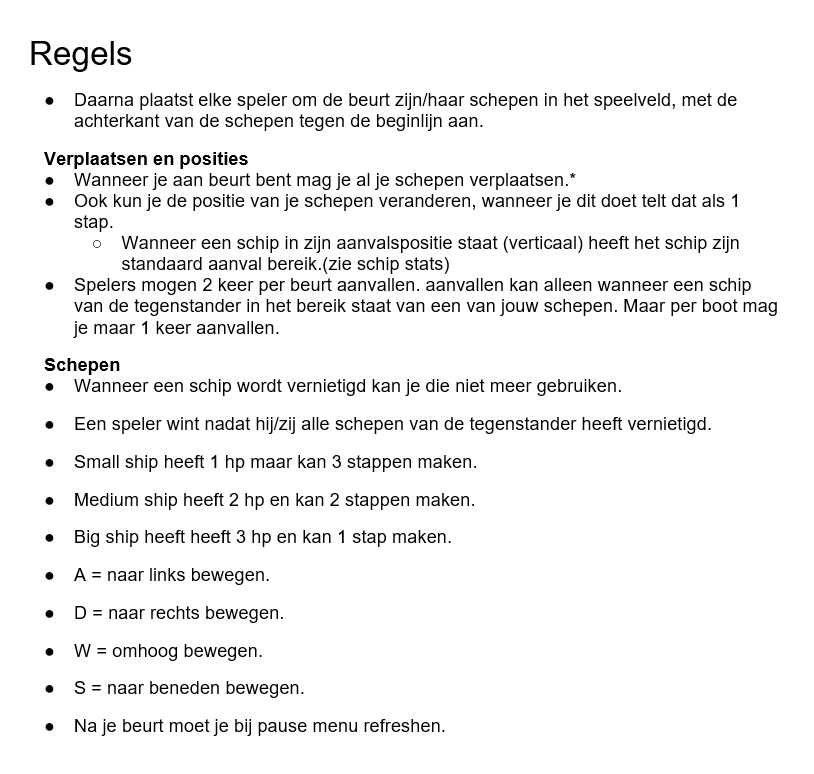 Regels
● Daarna plaatst elke speler om de beurt zijn/haar schepen in het speelveld, met de
achterkant van de schepen tegen de beginlijn aan.
Verplaatsen en posities
● Wanneer je aan beurt bent mag je al je schepen verplaatsen.*
● Ook kun je de positie van je schepen veranderen, wanneer je dit doet telt dat als 1
stap.
○ Wanneer een schip in zijn aanvalspositie staat (verticaal) heeft het schip zijn
standaard aanval bereik.(zie schip stats)
● Spelers mogen 2 keer per beurt aanvallen. aanvallen kan alleen wanneer een schip
van de tegenstander in het bereik staat van een van jouw schepen. Maar per boot mag
je maar 1 keer aanvallen.
Schepen
● Wanneer een schip wordt vernietigd kan je die niet meer gebruiken.
● Een speler wint nadat hij/zij alle schepen van de tegenstander heeft vernietigd.
● Small ship heeft 1 hp maar kan 3 stappen maken.
● Medium ship heeft 2 hp en kan 2 stappen maken.
● Big ship heeft heeft 3 hp en kan 1 stap maken.
● A = naar links bewegen.
● D = naar rechts bewegen.
● W = omhoog bewegen.
● S = naar beneden bewegen.
● Na je beurt moet je bij pause menu refreshen.